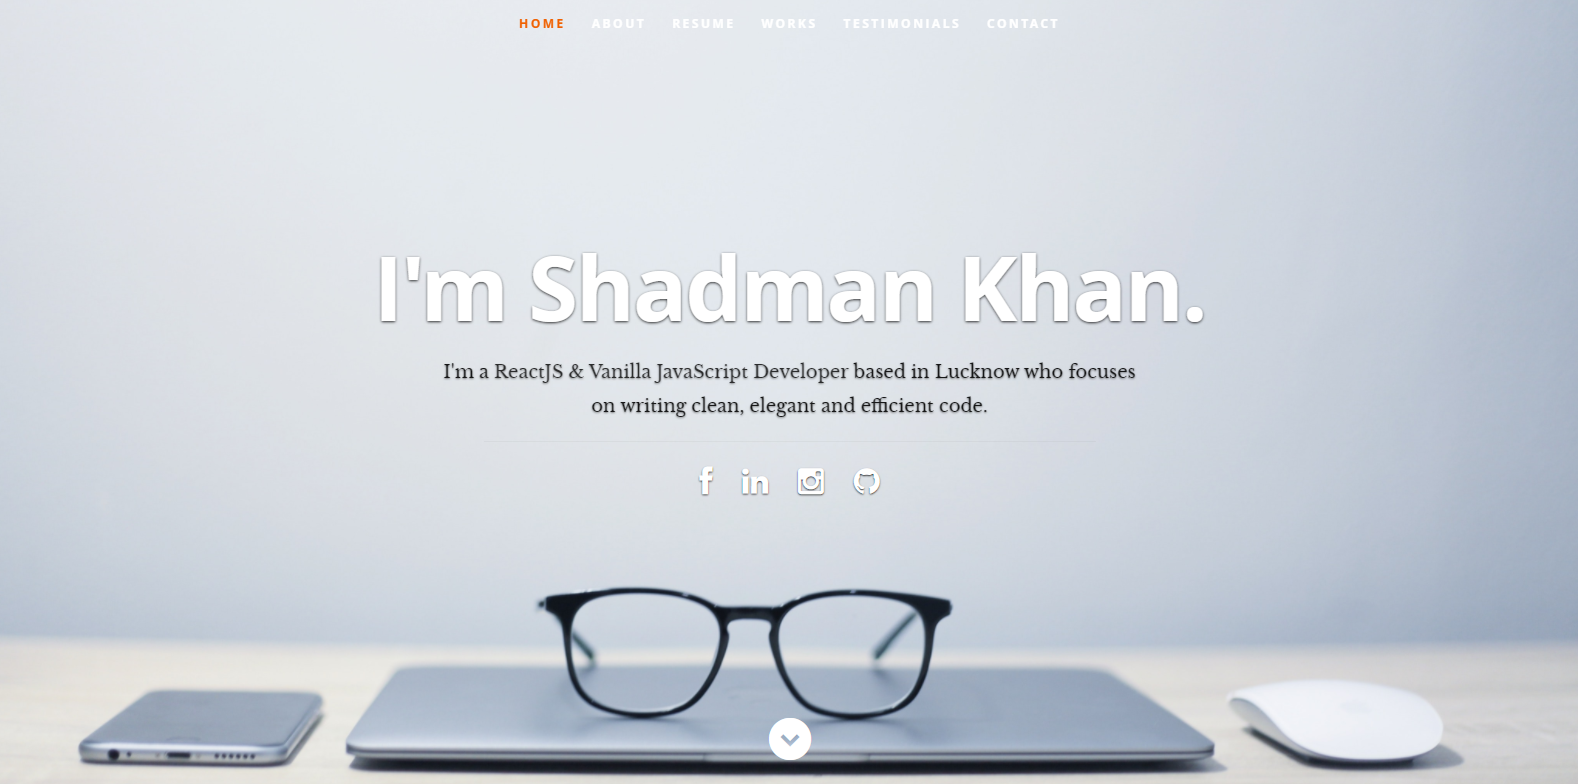 HOME ABOUT RESUME WORKS TESTIMONIALS CONTACT
I'm Shadman Khan.
I'm a ReactJS & Vanilla JavaScript Developer based in Lucknow who focuses
on writing clean, elegant and efficient code.